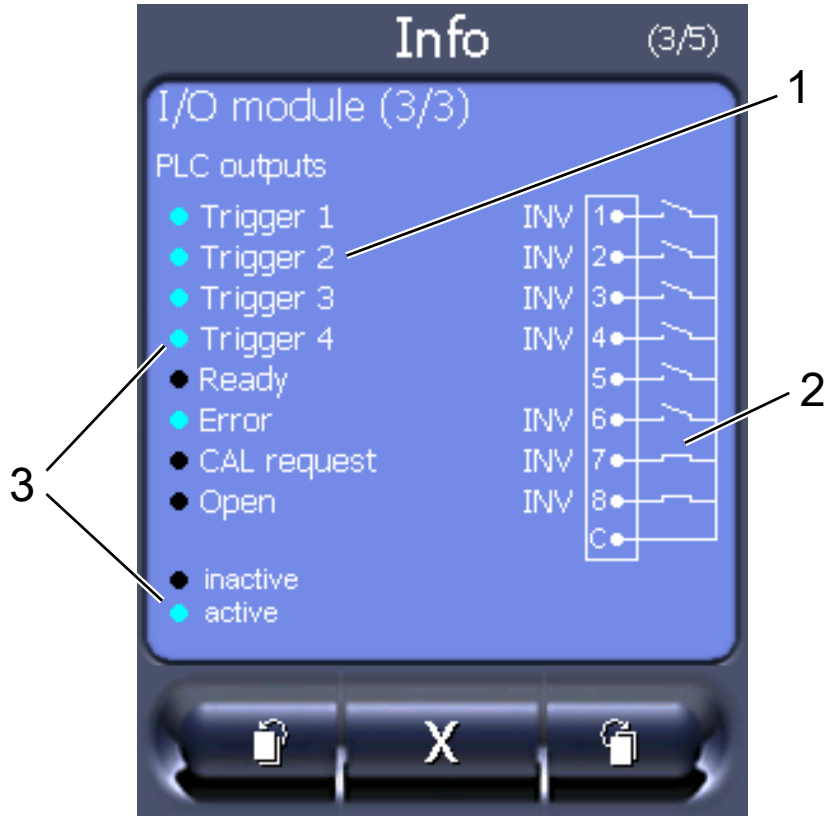 Info (3/5)
I/O module (3/3)
1
PLC outputs
Trigger 1 INV 1
Trigger 2 INV 2
Trigger 3 INV 3
Trigger 4 INV 4
Ready 5
2
Error INV 6
CAL request INV 7
3
Open INV 8
C
inactive
active
X